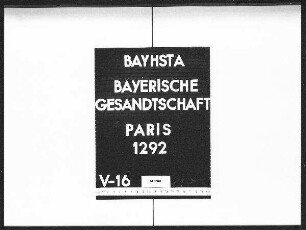 BAYHSTA
BAYERISCHE
GESANDTSCHAFT
PARIS
1292
V-16